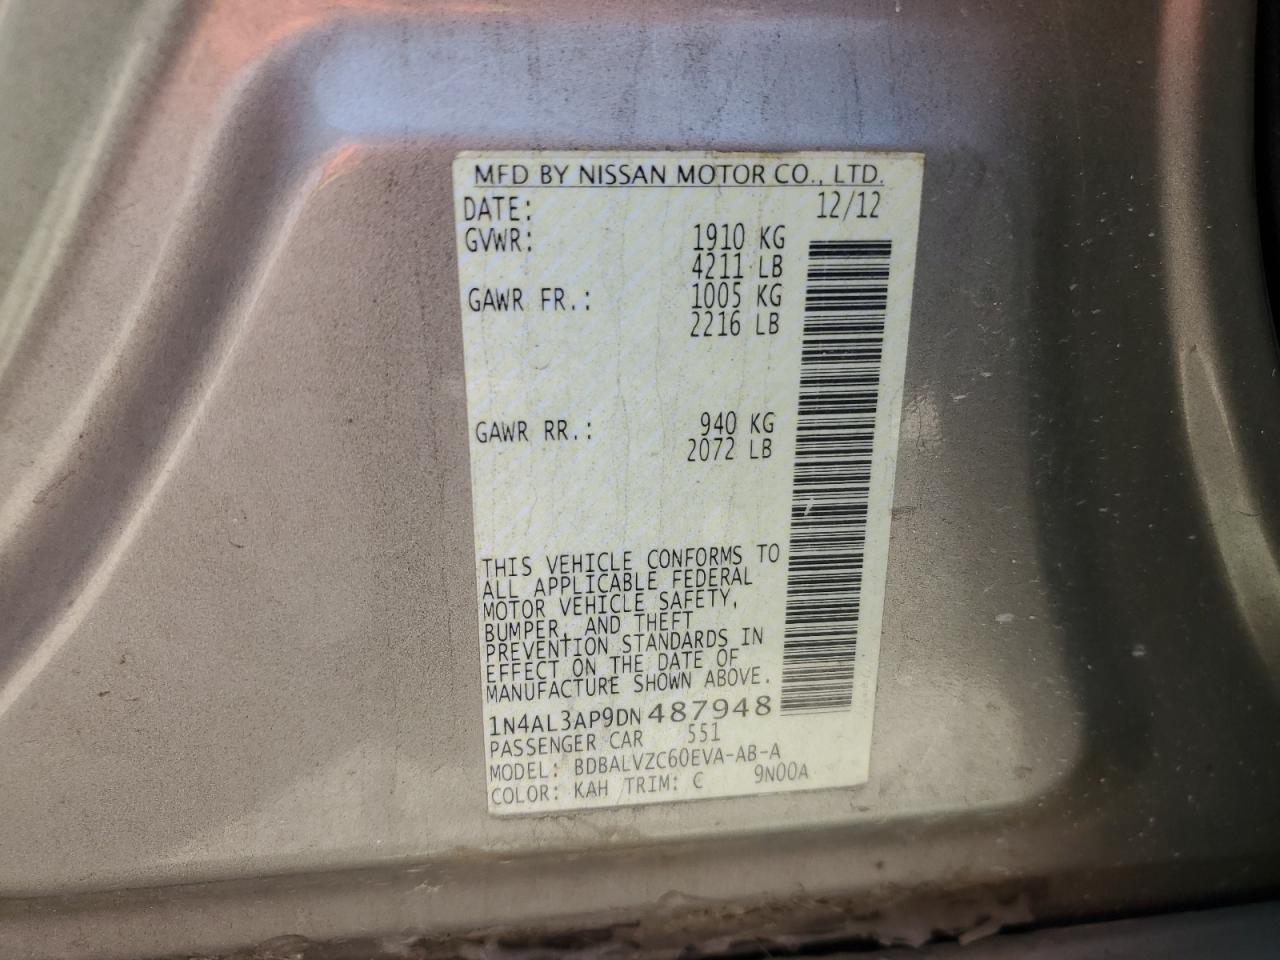 MFD BY NISSAN MOTOR CO., LTD.
DATE: 12/12
GVWR: 1910 KG
4211 LB
GAWR FR.: 1005 KG
2216 LB
GAWR RR.: 940 KG
2072 LB
THIS VEHICLE CONFORMS TO
ALL APPLICABLE FEDERAL
MOTOR VEHICLE SAFETY,
BUMPER, AND THEFT
PREVENTION STANDARDS IN
EFFECT ON THE DATE OF
MANUFACTURE SHOWN ABOVE.
1N4AL3AP9DN487948
PASSENGER CAR 551
MODEL: BDBALVZC60EVA-AB-A
COLOR: KAH TRIM: C 9N00A